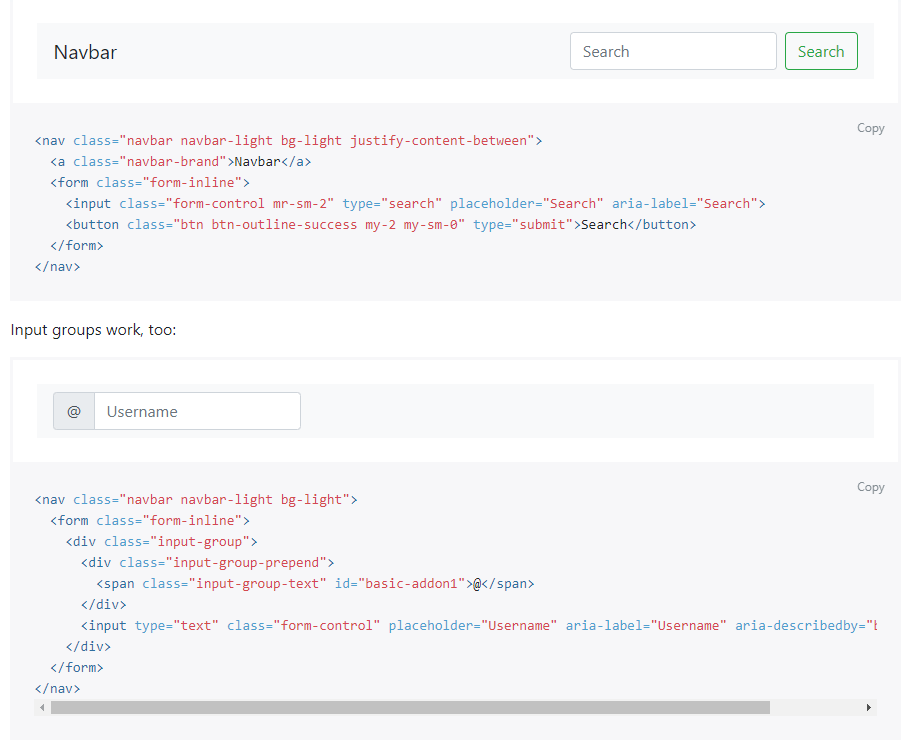 Navbar Search Search
Copy
<nav class="navbar navbar-light bg-light justify-content-between">
  <a class="navbar-brand">Navbar</a>
  <form class="form-inline">
    <input class="form-control mr-sm-2" type="search" placeholder="Search" aria-label="Search">
    <button class="btn btn-outline-success my-2 my-sm-0" type="submit">Search</button>
  </form>
</nav>
Input groups work, too:
@ Username
Copy
<nav class="navbar navbar-light bg-light">
  <form class="form-inline">
    <div class="input-group">
      <div class="input-group-prepend">
        <span class="input-group-text" id="basic-addon1">@</span>
      </div>
      <input type="text" class="form-control" placeholder="Username" aria-label="Username" aria-describedby="b
    </div>
  </form>
</nav>